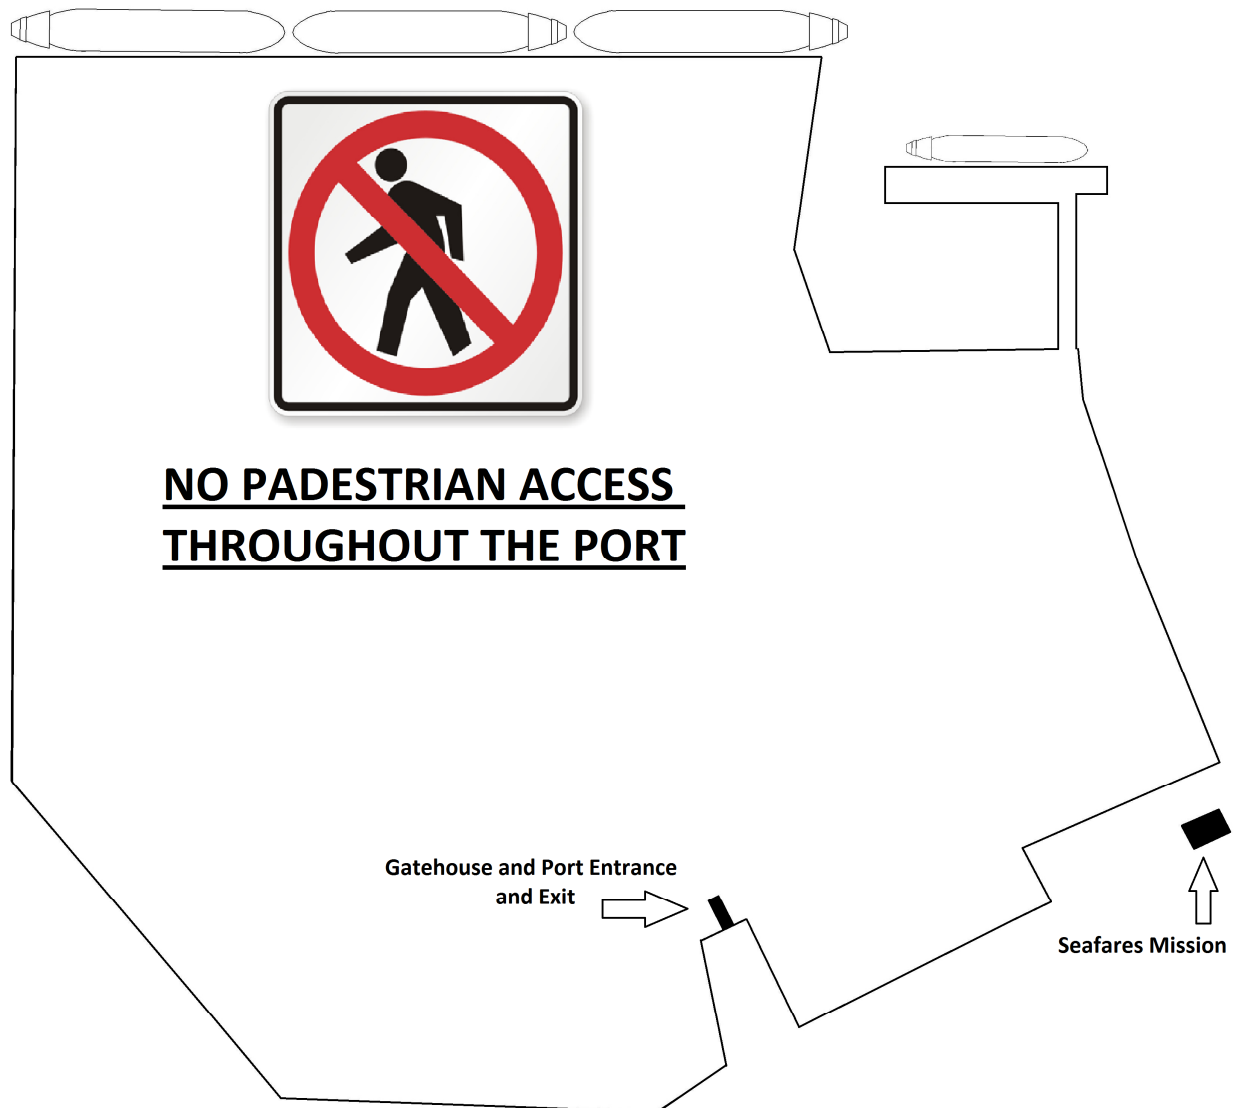 NO PADESTRIAN ACCESS
THROUGHOUT THE PORT
Gatehouse and Port Entrance
and Exit
Seafares Mission